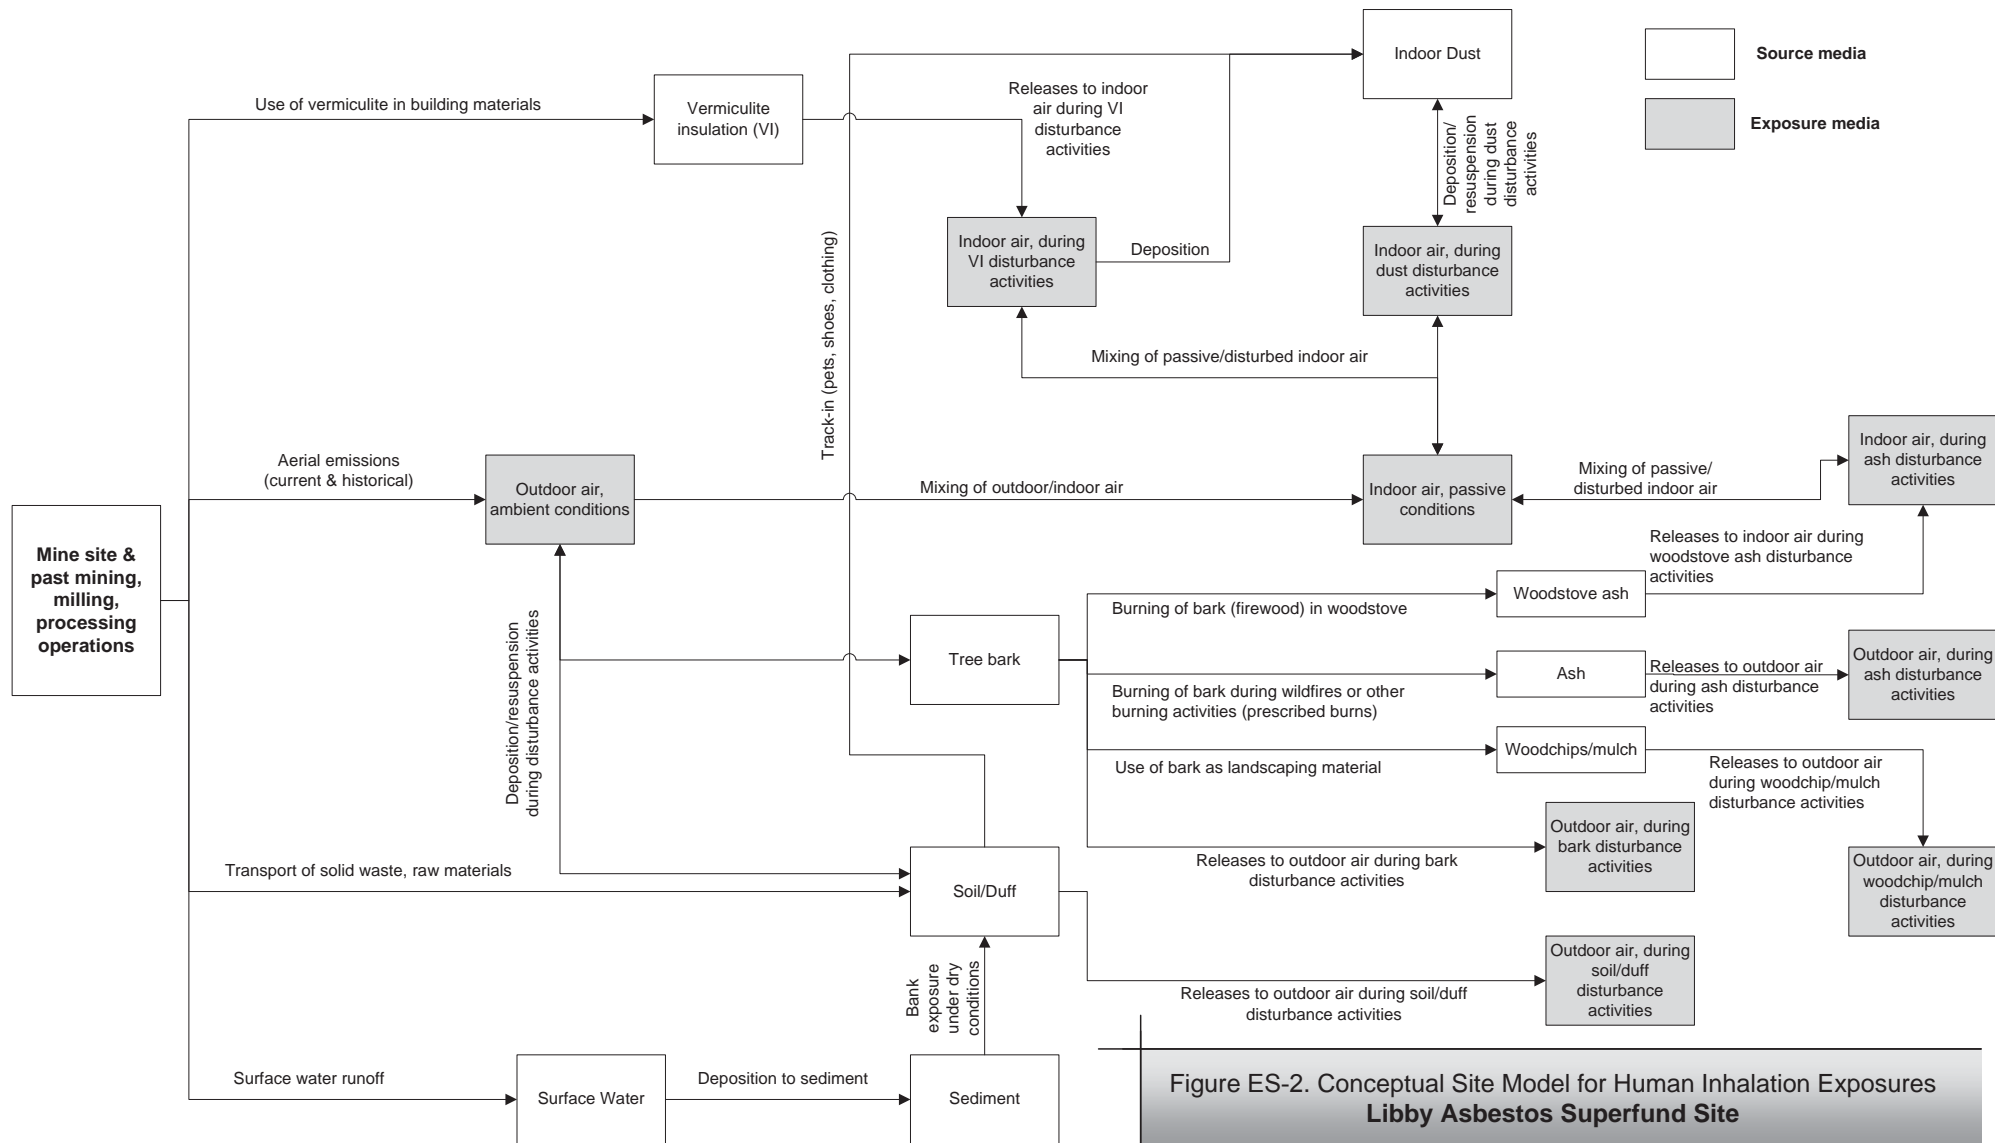 Indoor Dust
Source media
Exposure media
Use of vermiculite in building materials
Vermiculite
insulation (VI)
Releases to indoor
air during VI
disturbance
activities
Deposition/
resuspension
during dust
disturbance
activities
Track-in (pets, shoes, clothing)
Indoor air, during
VI disturbance
activities
Deposition
Indoor air, during
dust disturbance
activities
Mixing of passive/disturbed indoor air
Aerial emissions
(current & historical)
Outdoor air,
ambient conditions
Mixing of outdoor/indoor air
Indoor air, passive
conditions
Mixing of passive/
disturbed indoor air
Indoor air, during
ash disturbance
activities
Mine site &
past mining,
milling,
processing
operations
Releases to indoor air during
woodstove ash disturbance
activities
Burning of bark (firewood) in woodstove
Woodstove ash
Deposition/resuspension
during disturbance activities
Tree bark
Burning of bark during wildfires or other
burning activities (prescribed burns)
Ash
Releases to outdoor air
during ash disturbance
activities
Outdoor air, during
ash disturbance
activities
Use of bark as landscaping material
Woodchips/mulch
Releases to outdoor air
during woodchip/mulch
disturbance activities
Outdoor air, during
bark disturbance
activities
Releases to outdoor air during bark
disturbance activities
Outdoor air, during
woodchip/mulch
disturbance
activities
Transport of solid waste, raw materials
Soil/Duff
Outdoor air, during
soil/duff
disturbance
activities
Releases to outdoor air during soil/duff
disturbance activities
Bank
exposure
under dry
conditions
Surface water runoff
Surface Water
Deposition to sediment
Sediment
Figure ES-2. Conceptual Site Model for Human Inhalation Exposures
Libby Asbestos Superfund Site